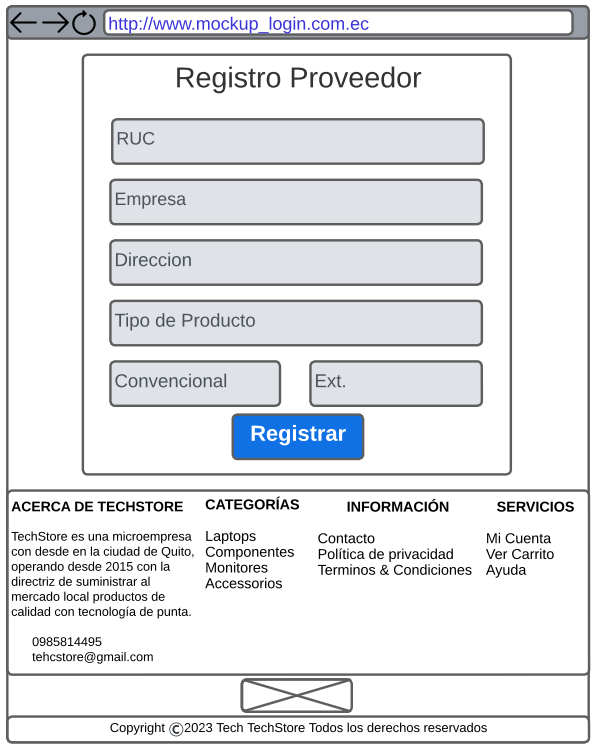 http://www.mockup_login.com.ec
Registro Proveedor
RUC
Empresa
Direccion
Tipo de Producto
Convencional
Ext.
Registrar
ACERCA DE TECHSTORE
TechStore es una microempresa
con desde en la ciudad de Quito,
operando desde 2015 con la
directriz de suministrar al
mercado local productos de
calidad con tecnología de punta.
0985814495
tehcstore@gmail.com
CATEGORÍAS
Laptops
Componentes
Monitores
Accessorios
INFORMACIÓN
Contacto
Política de privacidad
Terminos & Condiciones
SERVICIOS
Mi Cuenta
Ver Carrito
Ayuda
Copyright ©2023 Tech TechStore Todos los derechos reservados